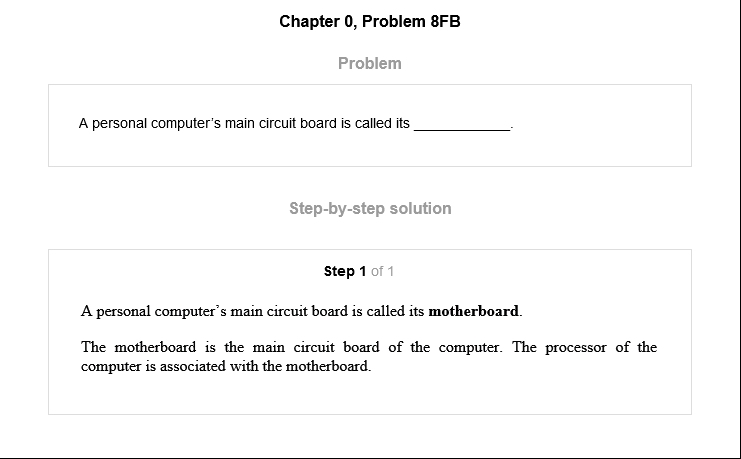 Chapter 0, Problem 8FB
Problem
A personal computer's main circuit board is called its ____________.
Step-by-step solution
Step 1 of 1
A personal computer's main circuit board is called its motherboard.
The motherboard is the main circuit board of the computer. The processor of the
computer is associated with the motherboard.